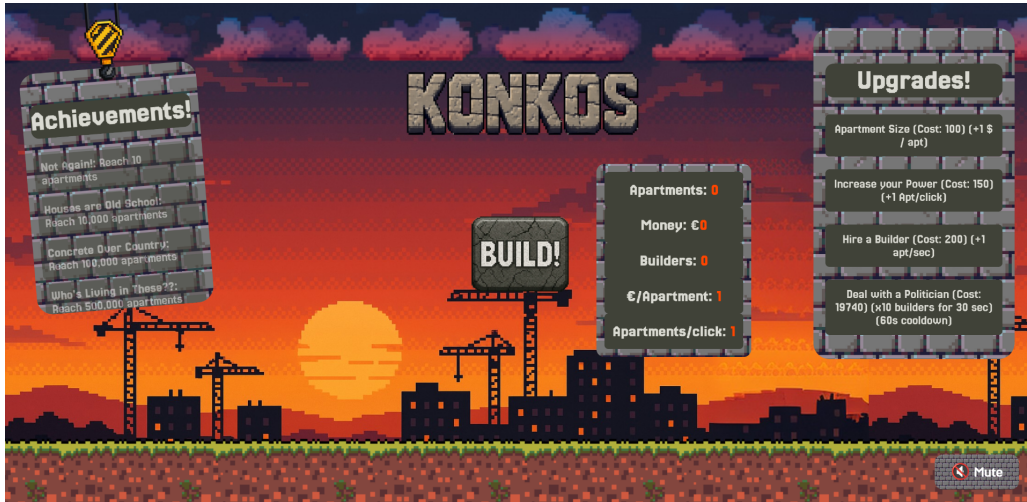 KONKOS
Achievements!
Not Again!: Reach 10
apartments
Houses are Old School:
Reach 10,000 apartments
Concrete Over Country:
Reach 100,000 apartments
Who's Living in These??:
Reach 500,000 apartments
BUILD!
Apartments: 0
Money: €0
Builders: 0
€/Apartment: 1
Apartments/click: 1
Upgrades!
Apartment Size (Cost: 100) (+1 $
/ apt)
Increase your Power (Cost: 150)
(+1 Apt/click)
Hire a Builder (Cost: 200) (+1
apt/sec)
Deal with a Politician (Cost:
19740) (x10 builders for 30 sec)
(60s cooldown)
Mute